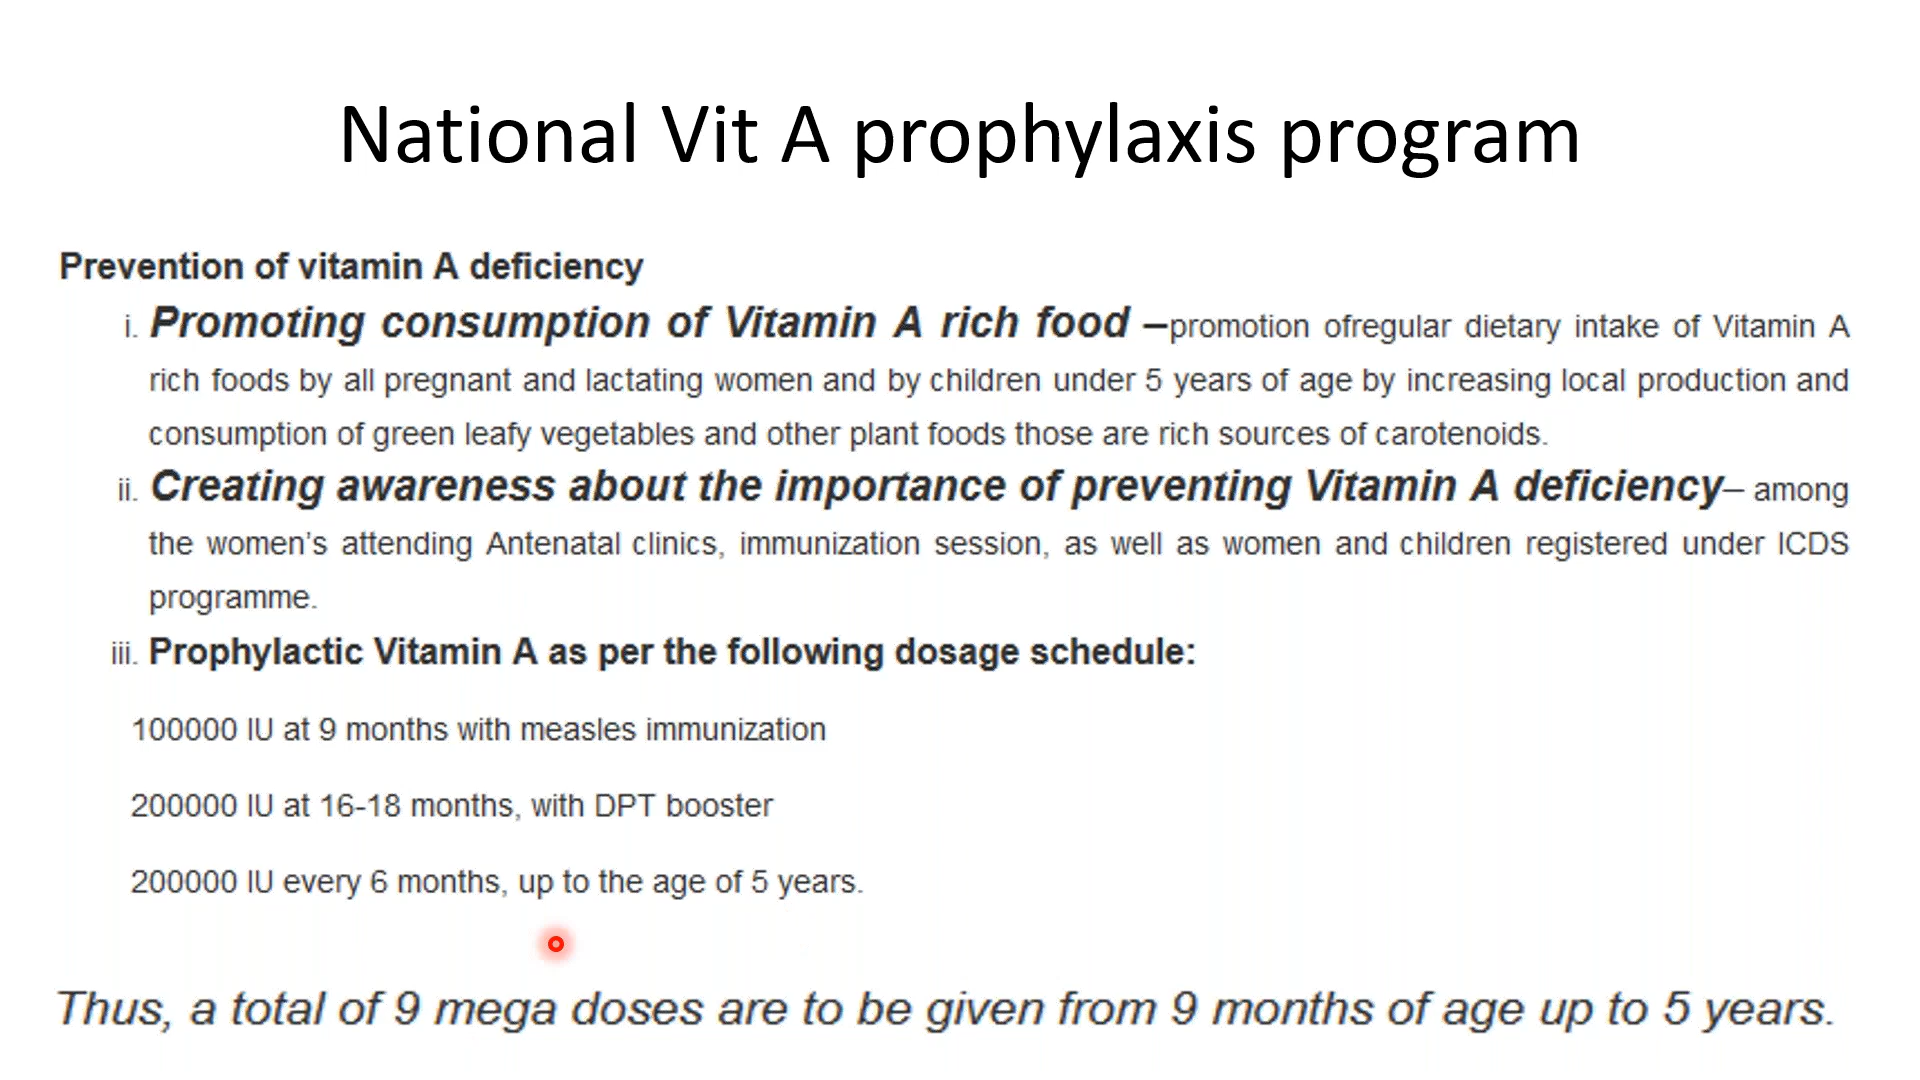 National Vit A prophylaxis program
Prevention of vitamin A deficiency
i. Promoting consumption of Vitamin A rich food –promotion ofregular dietary intake of Vitamin A
rich foods by all pregnant and lactating women and by children under 5 years of age by increasing local production and
consumption of green leafy vegetables and other plant foods those are rich sources of carotenoids.
ii. Creating awareness about the importance of preventing Vitamin A deficiency– among
the women’s attending Antenatal clinics, immunization session, as well as women and children registered under ICDS
programme.
iii. Prophylactic Vitamin A as per the following dosage schedule:
100000 IU at 9 months with measles immunization
200000 IU at 16-18 months, with DPT booster
200000 IU every 6 months, up to the age of 5 years.
Thus, a total of 9 mega doses are to be given from 9 months of age up to 5 years.